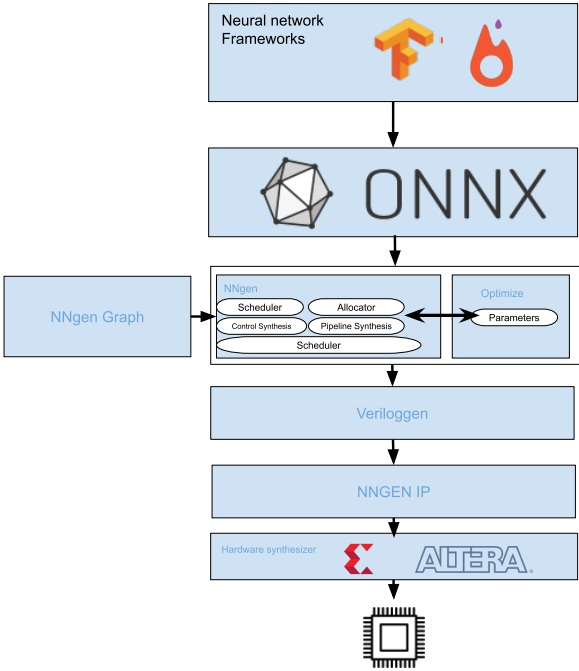 Neural network
Frameworks
ONNX
NNgen Graph
NNgen
Scheduler
Allocator
Control Synthesis
Pipeline Synthesis
Scheduler
Optimize
Parameters
Veriloggen
NNGEN IP
Hardware synthesizer
ALTERA®